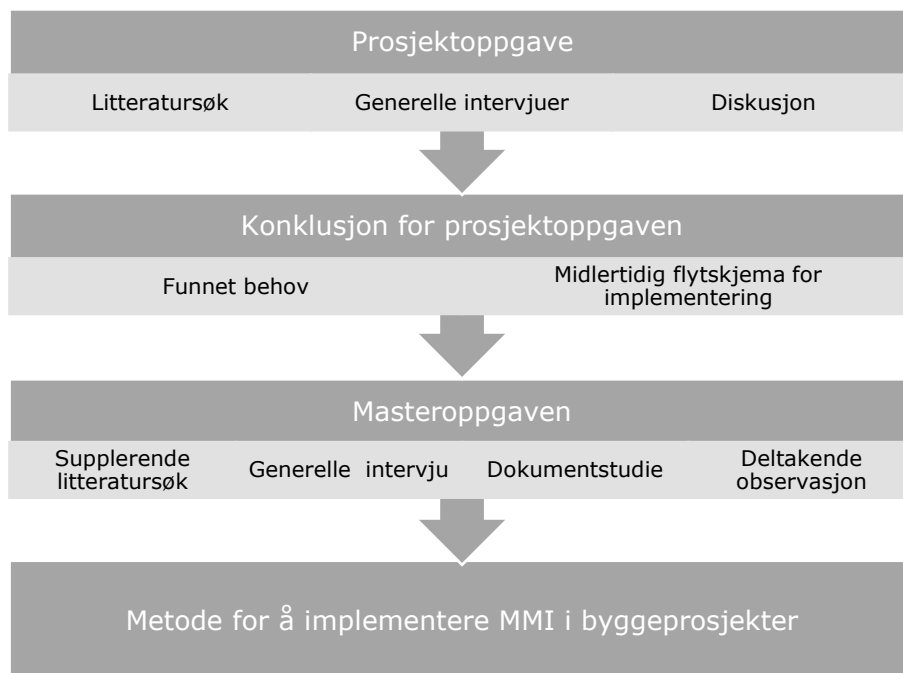 Prosjektoppgave
Litteratursøk
Generelle intervjuer
Diskusjon
Konklusjon for prosjektoppgaven
Funnet behov
Midlertidig flytskjema for
implementering
Masteroppgaven
Supplerende
litteratursøk
Generelle intervju
Dokumentstudie
Deltakende
observasjon
Metode for å implementere MMI i byggeprosjekter